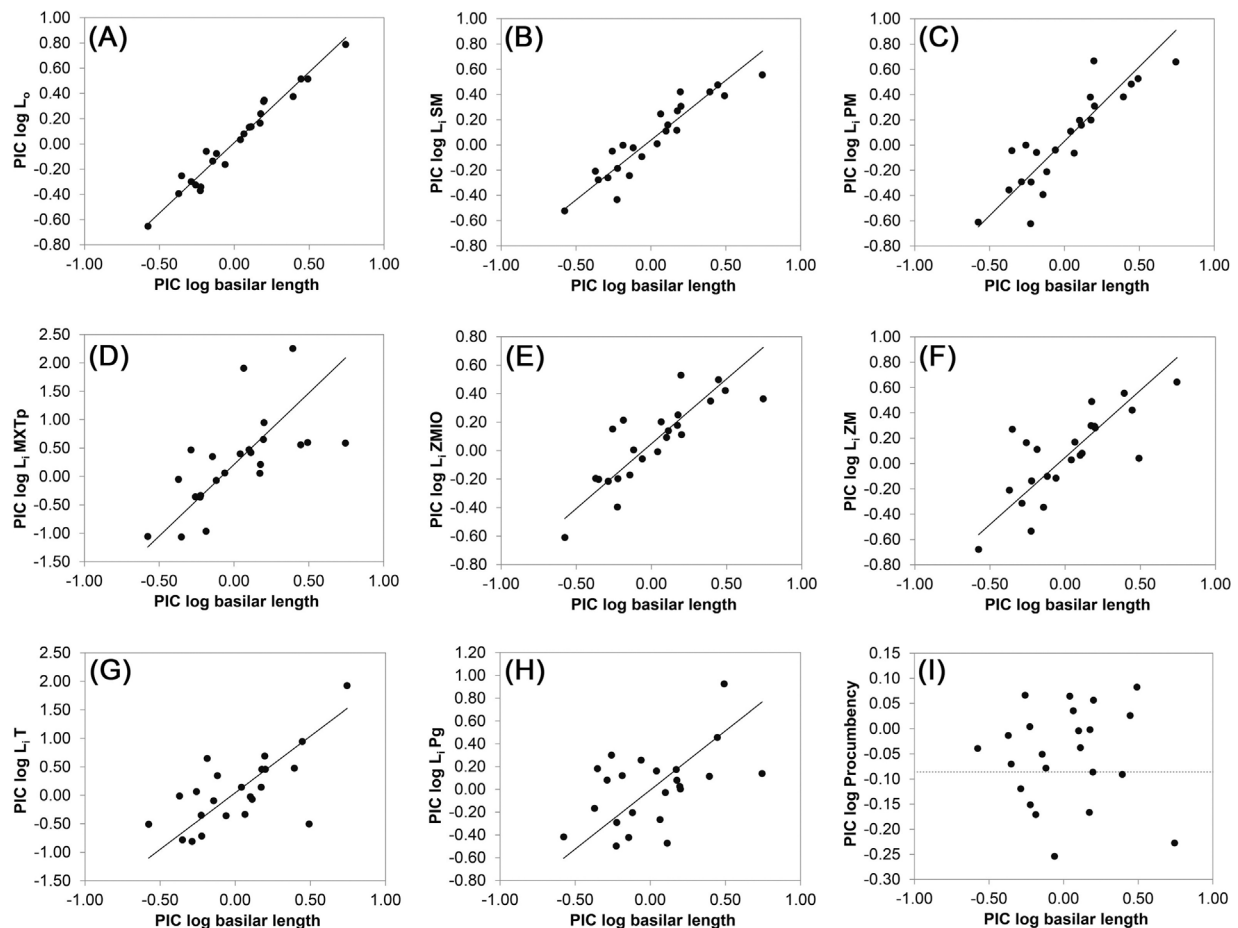 (A)
PIC log Lo
1.00
0.80
0.60
0.40
0.20
0.00
-0.20
-0.40
-0.60
-0.80
-1.00 -0.50 0.00 0.50 1.00
PIC log basilar length
(B)
PIC log Li SM
1.00
0.80
0.60
0.40
0.20
0.00
-0.20
-0.40
-0.60
-0.80
-1.00 -0.50 0.00 0.50 1.00
PIC log basilar length
(C)
PIC log Li PM
1.00
0.80
0.60
0.40
0.20
0.00
-0.20
-0.40
-0.60
-0.80
-1.00 -0.50 0.00 0.50 1.00
PIC log basilar length
(D)
PIC log Li MXTp
2.50
2.00
1.50
1.00
0.50
0.00
-0.50
-1.00
-1.50
-1.00 -0.50 0.00 0.50 1.00
PIC log basilar length
(E)
PIC log Li ZMIO
0.80
0.60
0.40
0.20
0.00
-0.20
-0.40
-0.60
-0.80
-1.00 -0.50 0.00 0.50 1.00
PIC log basilar length
(F)
PIC log Li ZM
1.00
0.80
0.60
0.40
0.20
0.00
-0.20
-0.40
-0.60
-0.80
-1.00 -0.50 0.00 0.50 1.00
PIC log basilar length
(G)
PIC log Li T
2.50
2.00
1.50
1.00
0.50
0.00
-0.50
-1.00
-1.50
-1.00 -0.50 0.00 0.50 1.00
PIC log basilar length
(H)
PIC log Li Pg
1.20
1.00
0.80
0.60
0.40
0.20
0.00
-0.20
-0.40
-0.60
-0.80
-1.00 -0.50 0.00 0.50 1.00
PIC log basilar length
(I)
PIC log Procumbency
0.15
0.10
0.05
0.00
-0.05
-0.10
-0.15
-0.20
-0.25
-0.30
-1.00 -0.50 0.00 0.50 1.00
PIC log basilar length